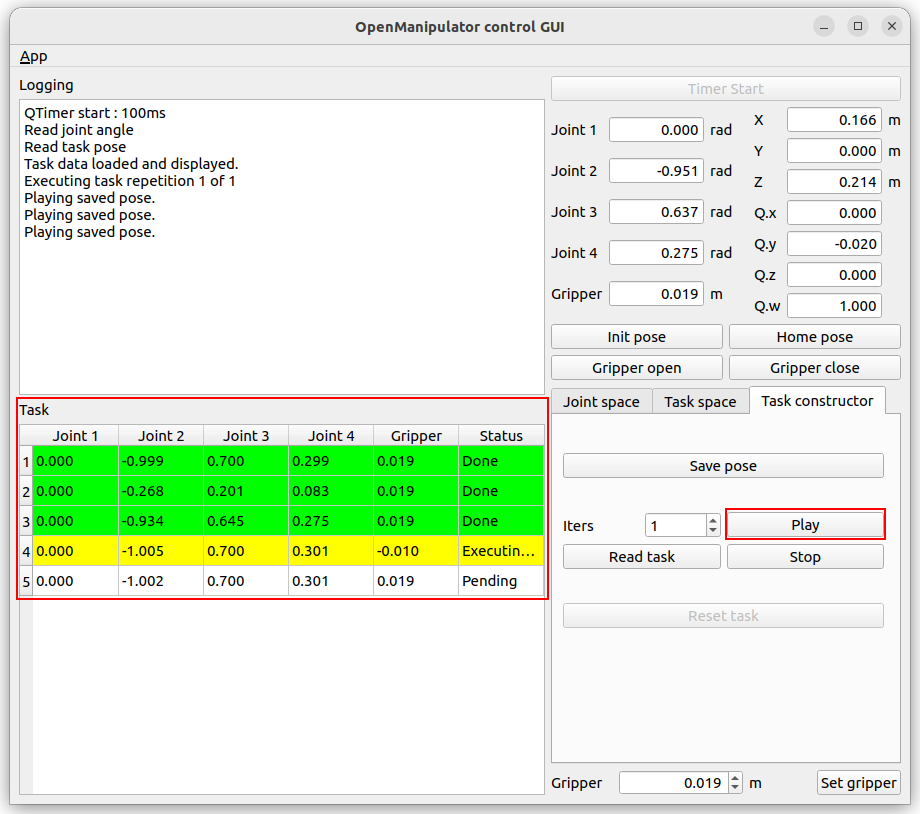 OpenManipulator control GUI
App
Logging
QTimer start : 100ms
Read joint angle
Read task pose
Task data loaded and displayed.
Executing task repetition 1 of 1
Playing saved pose.
Playing saved pose.
Playing saved pose.
Timer Start
Joint 1 0.000 rad
Joint 2 -0.951 rad
Joint 3 0.637 rad
Joint 4 0.275 rad
Gripper 0.019 m
X 0.166 m
Y 0.000 m
Z 0.214 m
Q.x 0.000
Q.y -0.020
Q.z 0.000
Q.w 1.000
Init pose Home pose
Gripper open Gripper close
Task
Joint 1 Joint 2 Joint 3 Joint 4 Gripper Status
1 0.000 -0.999 0.700 0.299 0.019 Done
2 0.000 -0.268 0.201 0.083 0.019 Done
3 0.000 -0.934 0.645 0.275 0.019 Done
4 0.000 -1.005 0.700 0.301 -0.010 Executin...
5 0.000 -1.002 0.700 0.301 0.019 Pending
Joint space Task space Task constructor
Save pose
Iters 1 Play
Read task Stop
Reset task
Gripper 0.019 m Set gripper